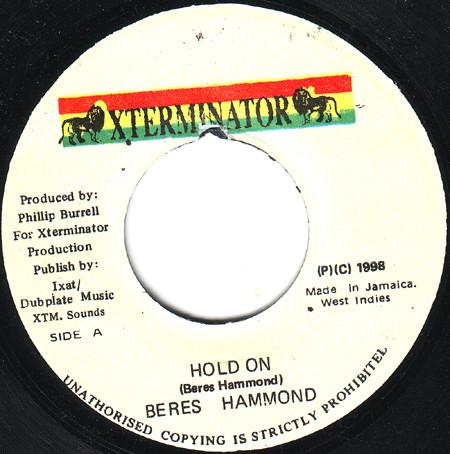 XTERMINATOR
Produced by:
Phillip Burrell
For Xterminator
Production
Publish by:
Ixat/
Dubplate Music
XTM. Sounds
SIDE A
(P)(C) 1998
Made in Jamaica.
West Indies
HOLD ON
(Beres Hammond)
BERES HAMMOND
UNAUTHORISED COPYING IS STRICTLY PROHIBITEL